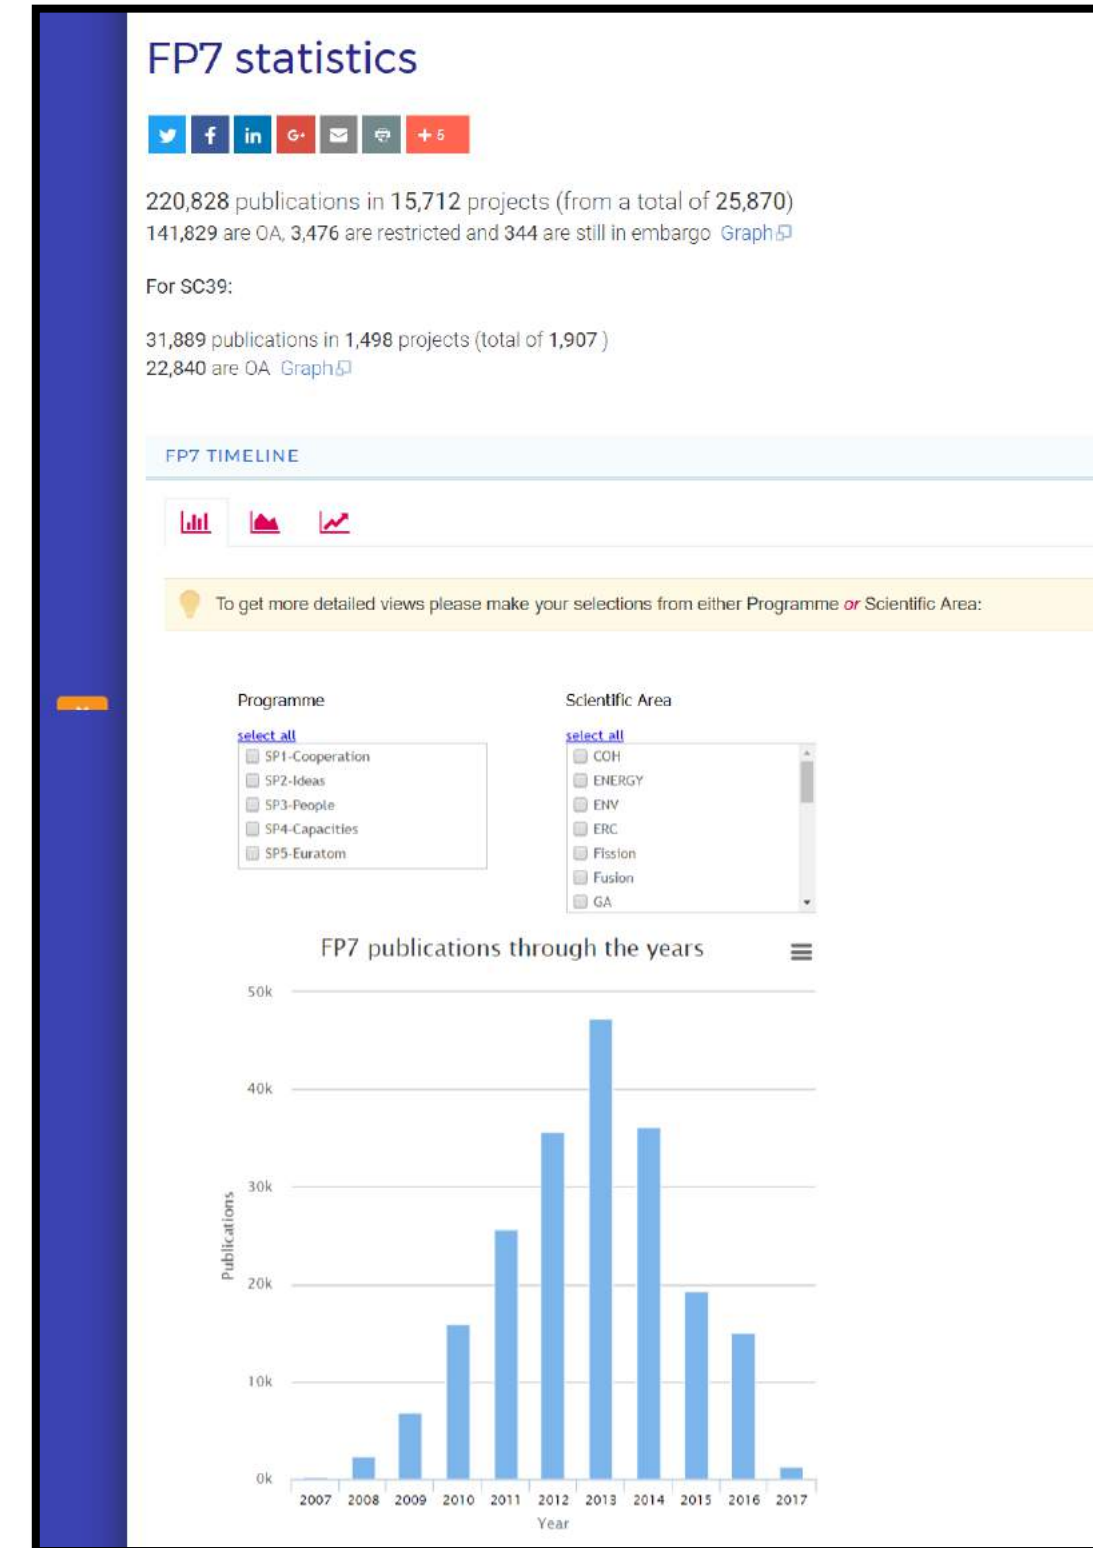 FP7 statistics
f in G+ + 5
220,828 publications in 15,712 projects (from a total of 25,870)
141,829 are OA, 3,476 are restricted and 344 are still in embargo Graph
For SC39:
31,889 publications in 1,498 projects (total of 1,907 )
22,840 are OA Graph
FP7 TIMELINE
To get more detailed views please make your selections from either Programme or Scientific Area:
Programme Scientific Area
select all select all
SP1-Cooperation COH
SP2-Ideas ENERGY
SP3-People ENV
SP4-Capacities ERC
SP5-Euratom Fission
Fusion
GA
FP7 publications through the years
50k
40k
30k
20k
10k
0k
Publications
2007 2008 2009 2010 2011 2012 2013 2014 2015 2016 2017
Year